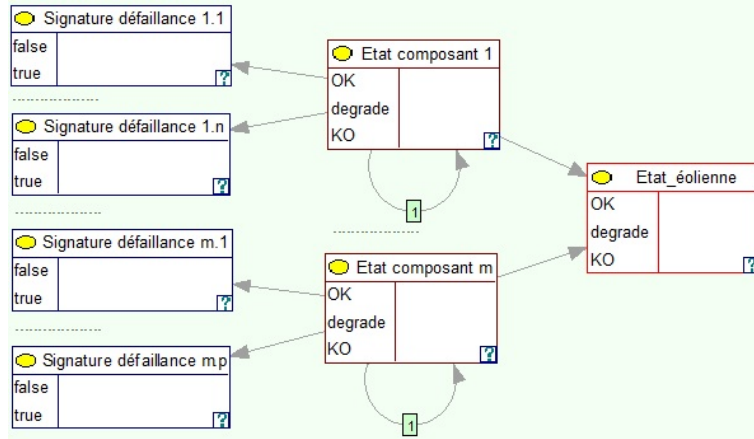 Signature défaillance 1.1
false
true
?
Signature défaillance 1.n
false
true
?
Signature défaillance m.1
false
true
?
Signature défaillance m.p
false
true
?
Etat composant 1
OK
degrade
KO
?
1
Etat composant m
OK
degrade
KO
?
1
Etat_éolienne
OK
degrade
KO
?